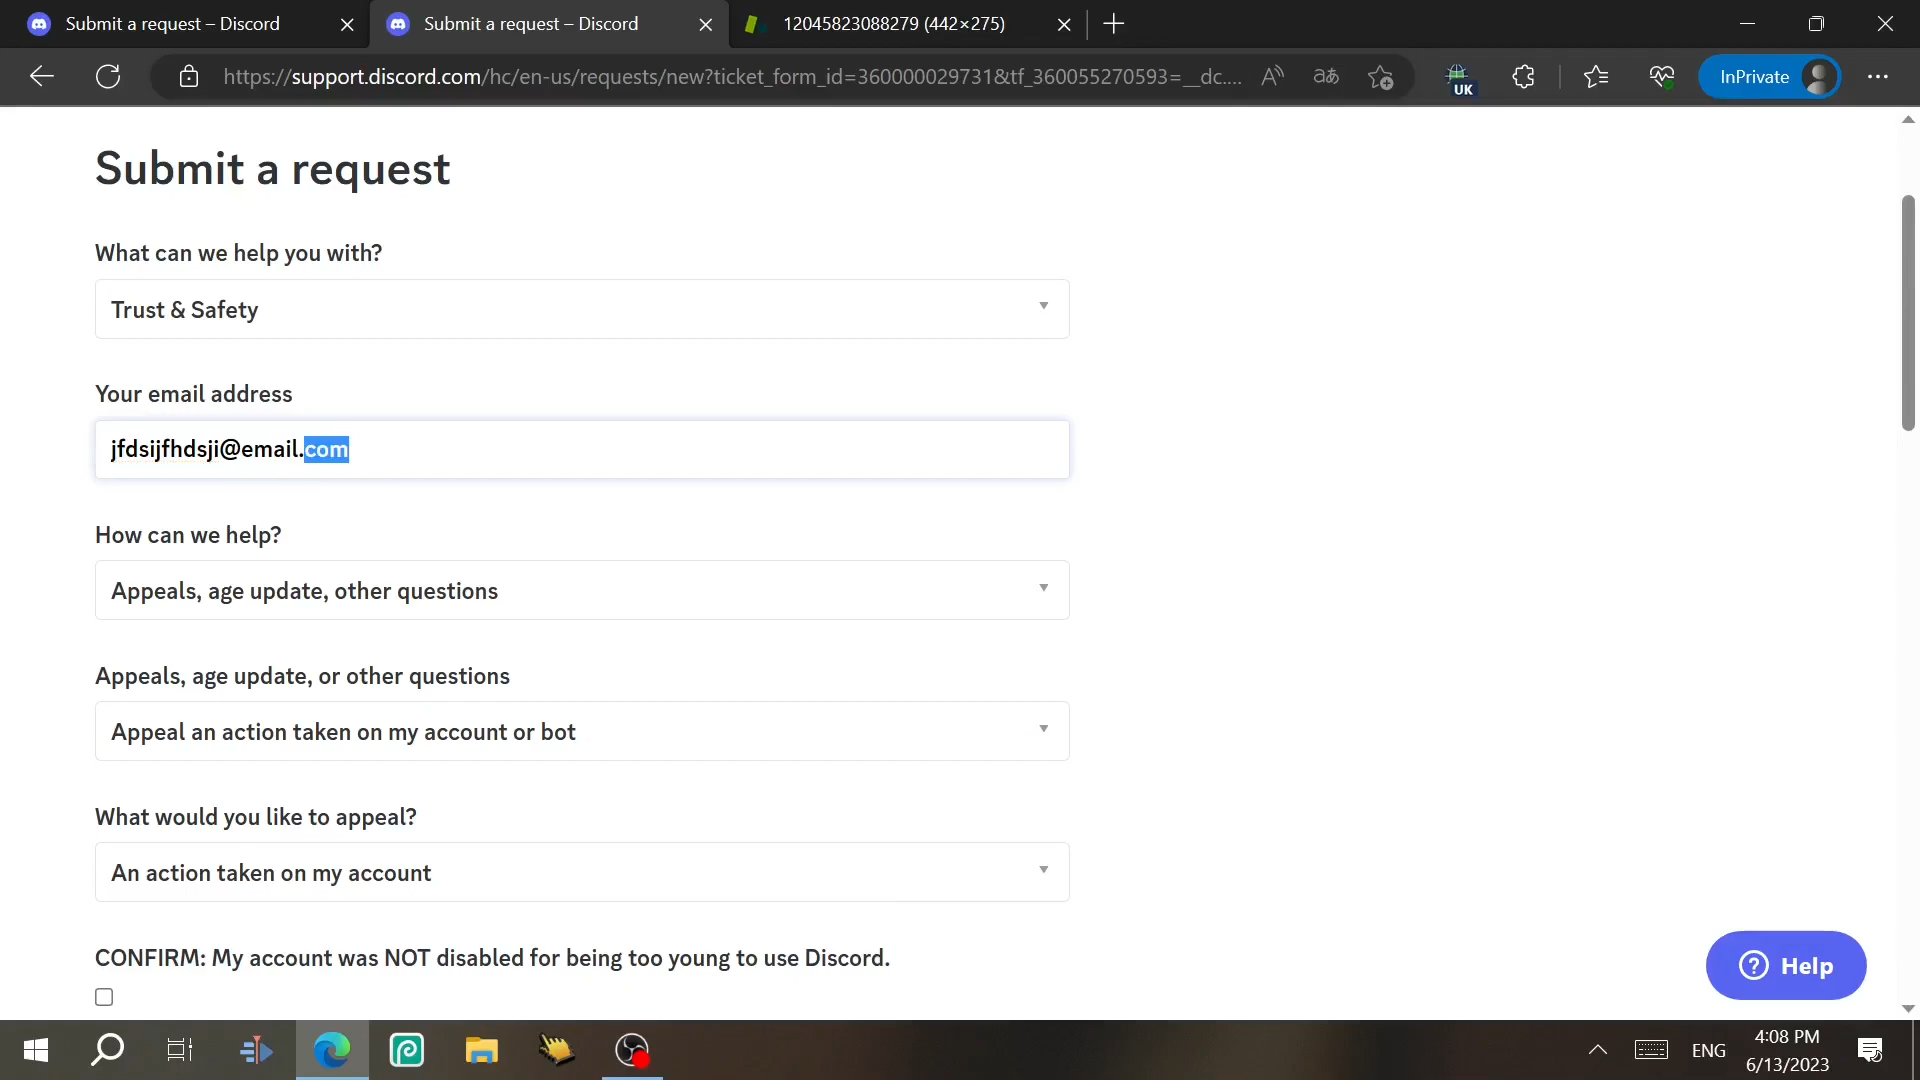 Submit a request – Discord
Submit a request – Discord
12045823088279 (442×275)
https://support.discord.com/hc/en-us/requests/new?ticket_form_id=360000029731&tf_360055270593=__dc....
A))
aあ
UK
InPrivate
Submit a request
What can we help you with?
Trust & Safety
Your email address
jfdsijfhdsji@email.com
How can we help?
Appeals, age update, other questions
Appeals, age update, or other questions
Appeal an action taken on my account or bot
What would you like to appeal?
An action taken on my account
CONFIRM: My account was NOT disabled for being too young to use Discord.
Help
ENG
4:08 PM
6/13/2023